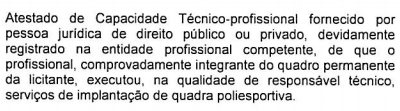 Atestado de Capacidade Técnico-profissional fornecido por
pessoa jurídica de direito público ou privado, devidamente
registrado na entidade profissional competente, de que o
profissional, comprovadamente integrante do quadro permanente
da licitante, executou, na qualidade de responsável técnico,
serviços de implantação de quadra poliesportiva.